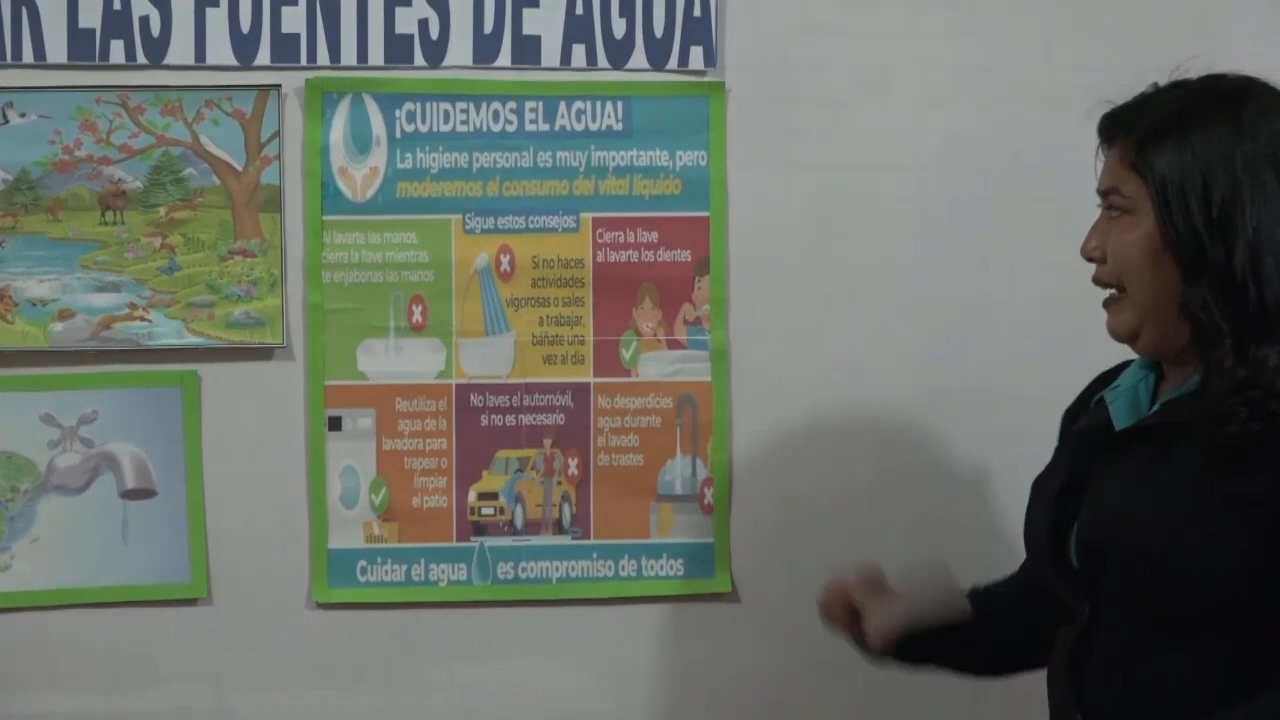 AR LAS FUENTES DE AGUA
¡CUIDEMOS EL AGUA!
La higiene personal es muy importante, pero
moderemos el consumo del vital líquido
Sigue estos consejos:
Al lavarte las manos,
cierra la llave mientras
te enjabonas las manos
Si no haces
actividades
vigorosas o sales
a trabajar,
báñate una
vez al día
Cierra la llave
al lavarte los dientes
Reutiliza el
agua de la
lavadora para
trapear o
limpiar
el patio
No laves el automóvil,
si no es necesario
No desperdicies
agua durante
el lavado
de trastes
Cuidar el agua es compromiso de todos